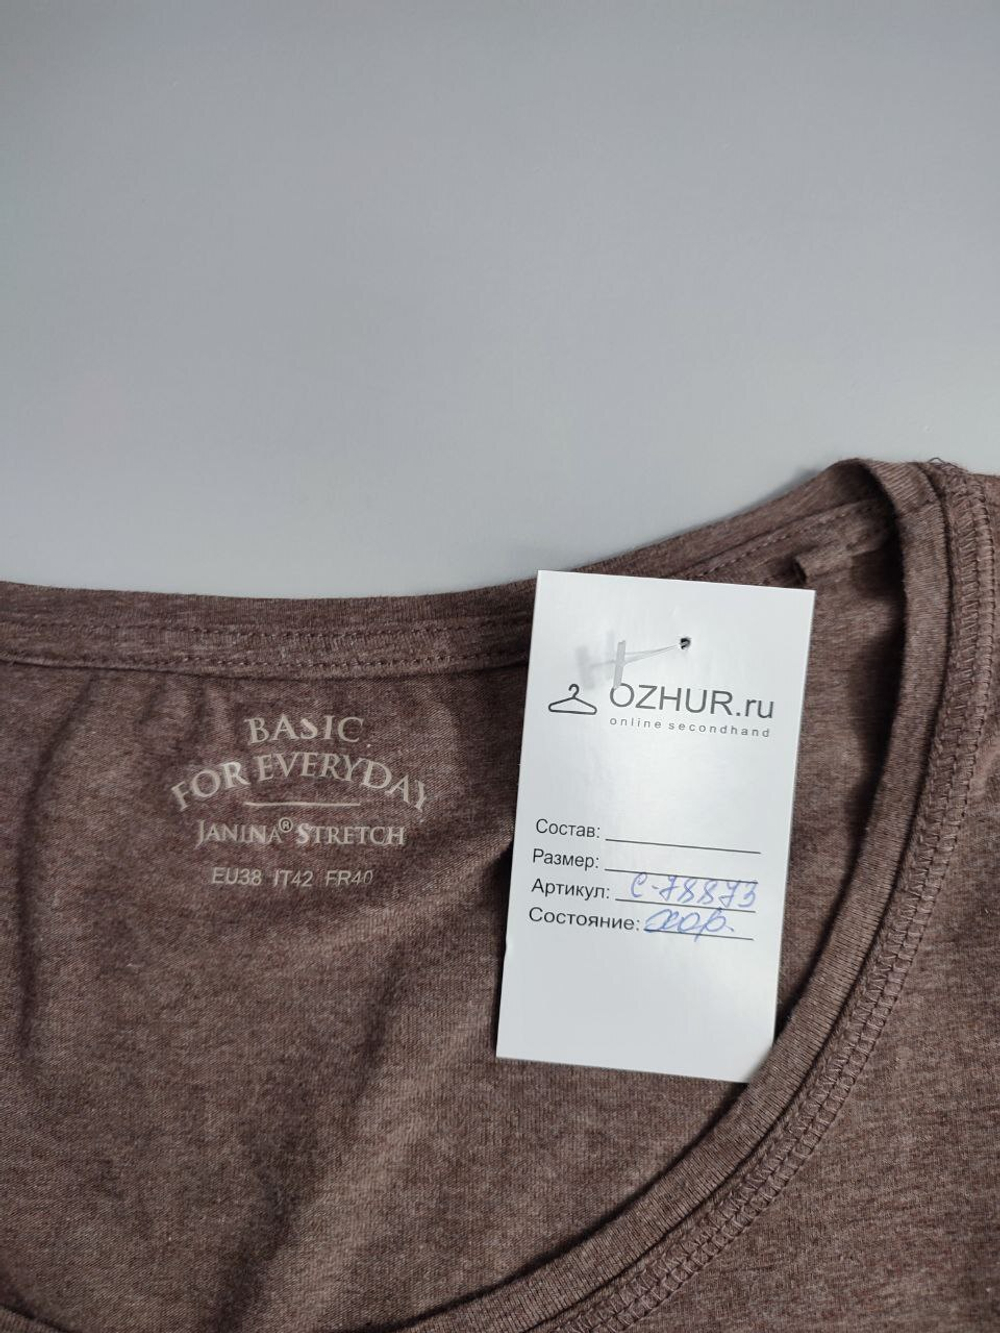 BASIC
FOR EVERYDAY
JANINA® STRETCH
EU38 IT42 FR40
OZHUR.ru
online secondhand
Состав:
Размер:
Артикул: С-78873
Состояние: хор.